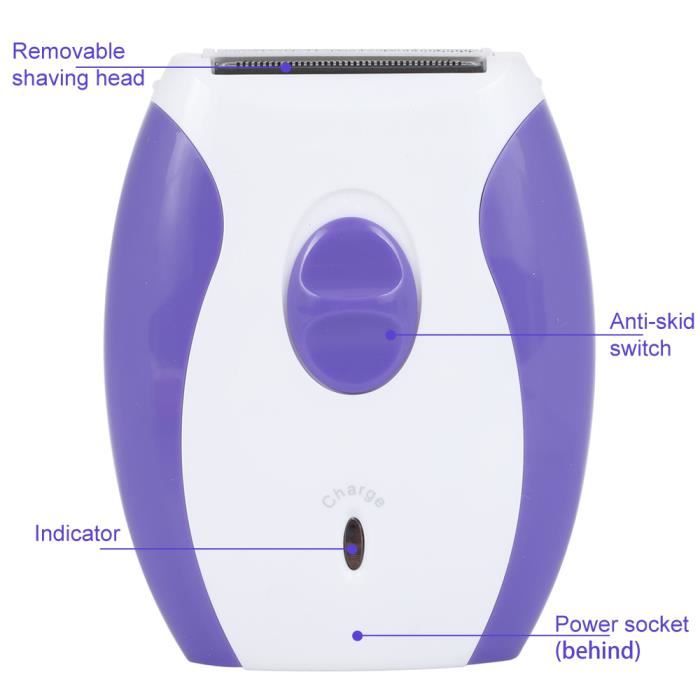 Removable
shaving head
Anti-skid
switch
Charge
Indicator
Power socket
(behind)